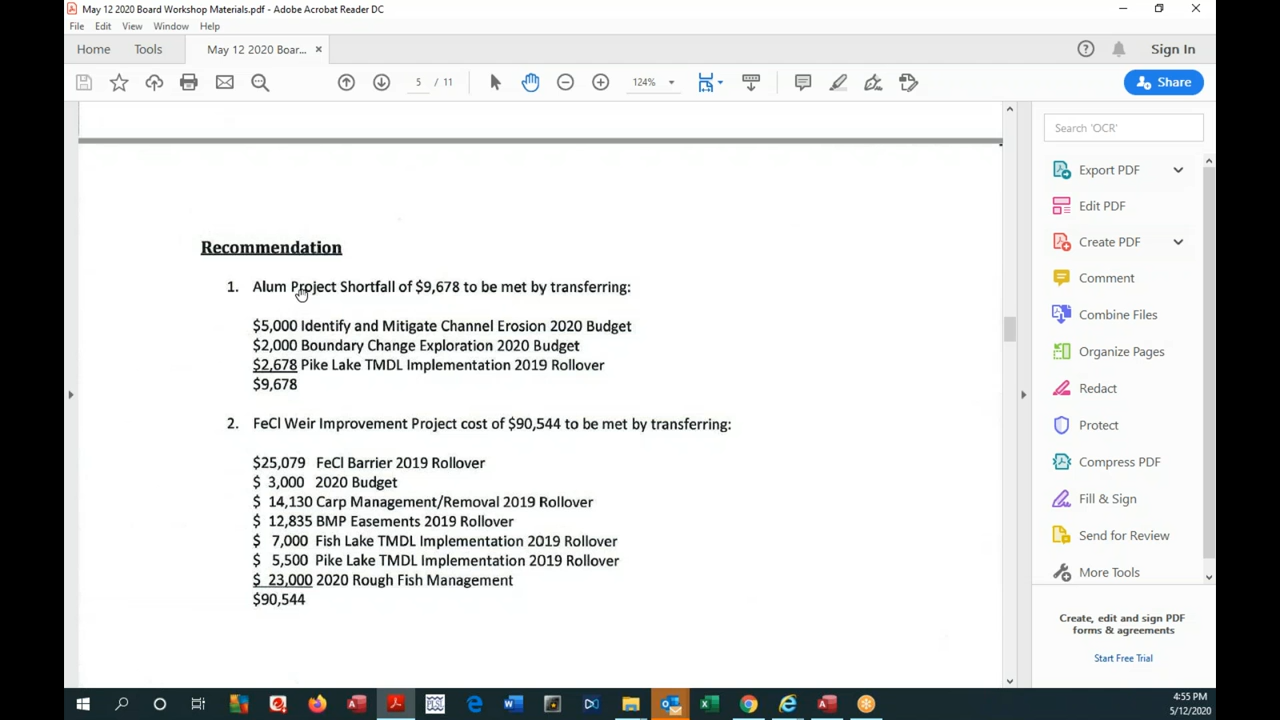 May 12 2020 Board Workshop Materials.pdf - Adobe Acrobat Reader DC
File Edit View Window Help
Home Tools May 12 2020 Boar... × Sign In
5 / 11 124% Share
Search 'OCR'
Recommendation
1. Alum Project Shortfall of $9,678 to be met by transferring:
$5,000 Identify and Mitigate Channel Erosion 2020 Budget
$2,000 Boundary Change Exploration 2020 Budget
$2,678 Pike Lake TMDL Implementation 2019 Rollover
$9,678
2. FeCl Weir Improvement Project cost of $90,544 to be met by transferring:
$25,079 FeCl Barrier 2019 Rollover
$ 3,000 2020 Budget
$ 14,130 Carp Management/Removal 2019 Rollover
$ 12,835 BMP Easements 2019 Rollover
$ 7,000 Fish Lake TMDL Implementation 2019 Rollover
$ 5,500 Pike Lake TMDL Implementation 2019 Rollover
$ 23,000 2020 Rough Fish Management
$90,544
Export PDF
Edit PDF
Create PDF
Comment
Combine Files
Organize Pages
Redact
Protect
Compress PDF
Fill & Sign
Send for Review
More Tools
Create, edit and sign PDF
forms & agreements
Start Free Trial
4:55 PM
5/12/2020